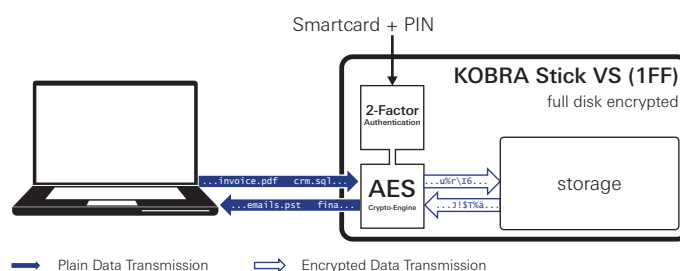 Smartcard + PIN
KOBRA Stick VS (1FF)
full disk encrypted
2-Factor
Authentication
...invoice.pdf crm.sql...
...emails.pst fina...
AES
Crypto-Engine
...u%r\I6...
...J!$T%ä...
storage
Plain Data Transmission
Encrypted Data Transmission